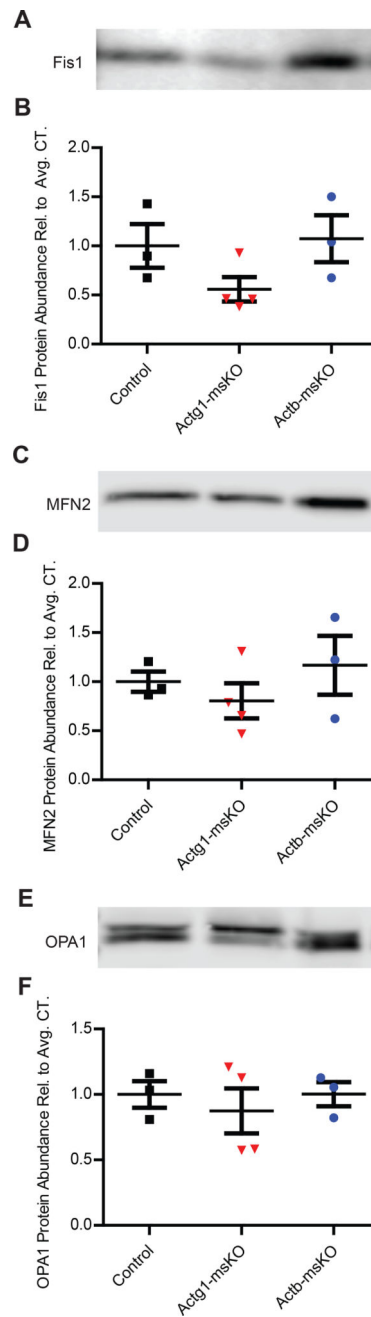 A
Fis1
B
Fis1 Protein Abundance Rel. to Avg. CT.
2.0
1.5
1.0
0.5
0.0
Control
Actg1-msKO
Actb-msKO
C
MFN2
D
MFN2 Protein Abundance Rel. to Avg. CT.
2.0
1.5
1.0
0.5
0.0
Control
Actg1-msKO
Actb-msKO
E
OPA1
F
OPA1 Protein Abundance Rel. to Avg. CT.
1.5
1.0
0.5
0.0
Control
Actg1-msKO
Actb-msKO